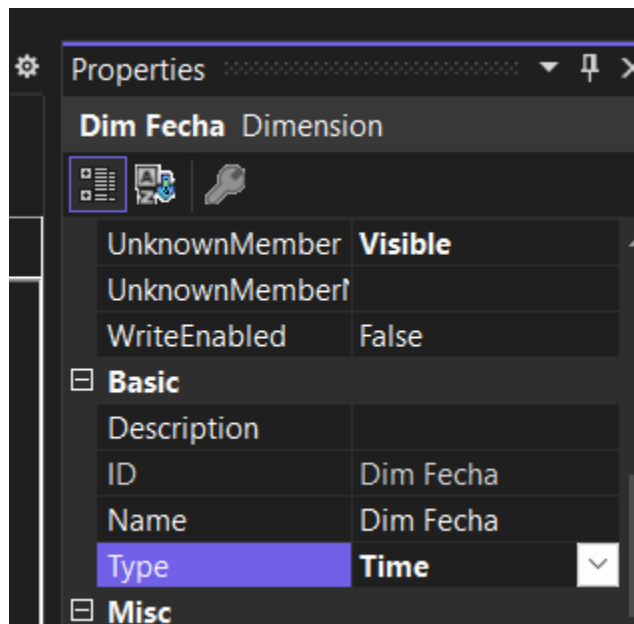 Properties
Dim Fecha Dimension
UnknownMember Visible
UnknownMember
WriteEnabled False
Basic
Description
ID Dim Fecha
Name Dim Fecha
Type Time
Misc